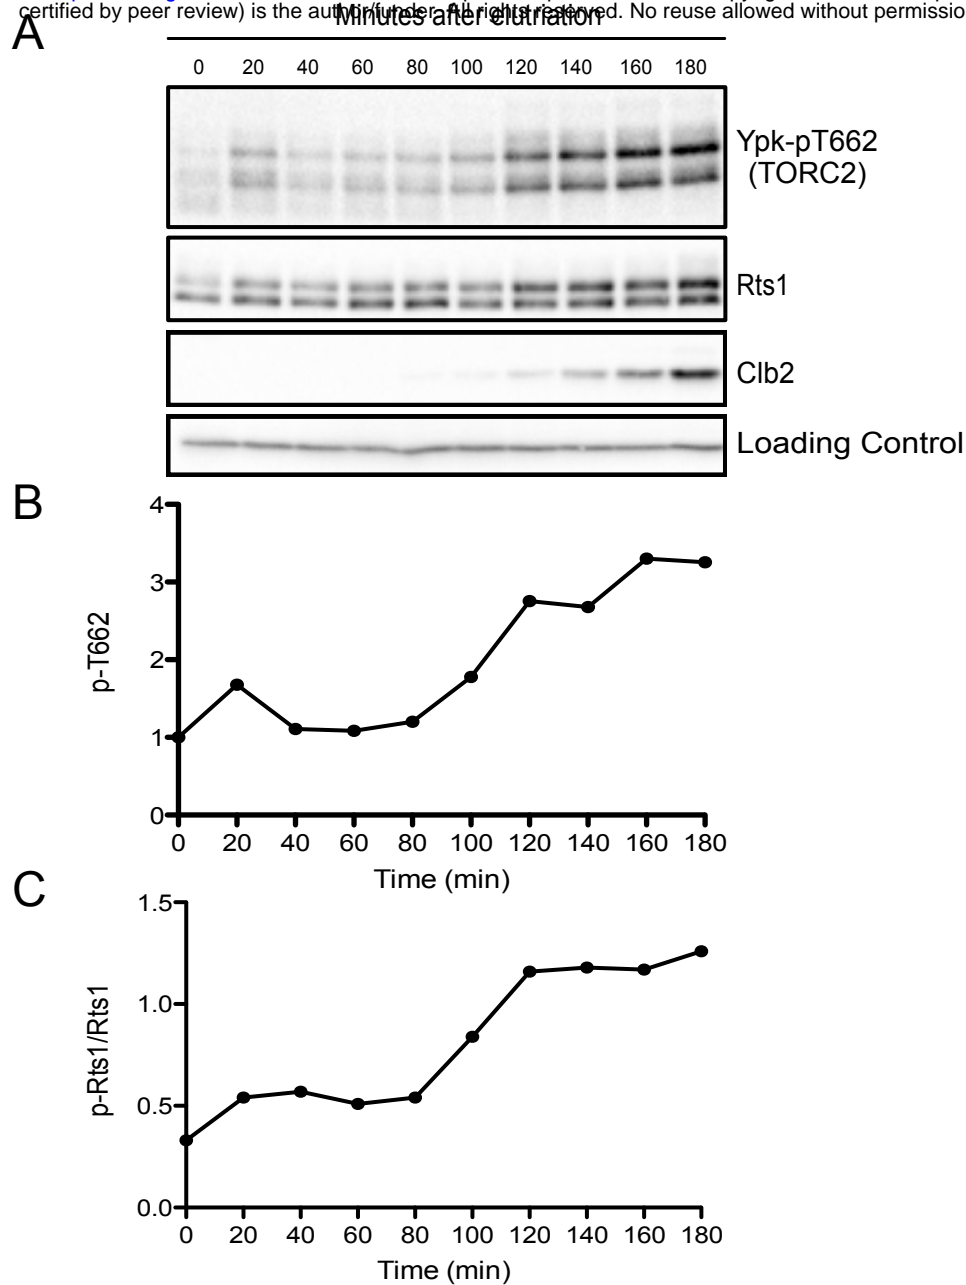 certified by peer review) is the author/funder. All rights reserved. No reuse allowed without permissio
A
Minutes after elutriation
0 20 40 60 80 100 120 140 160 180
Ypk-pT662
(TORC2)
Rts1
Clb2
Loading Control
B
4
3
2
1
0
p-T662
0 20 40 60 80 100 120 140 160 180
Time (min)
C
1.5
1.0
0.5
0.0
p-Rts1/Rts1
0 20 40 60 80 100 120 140 160 180
Time (min)